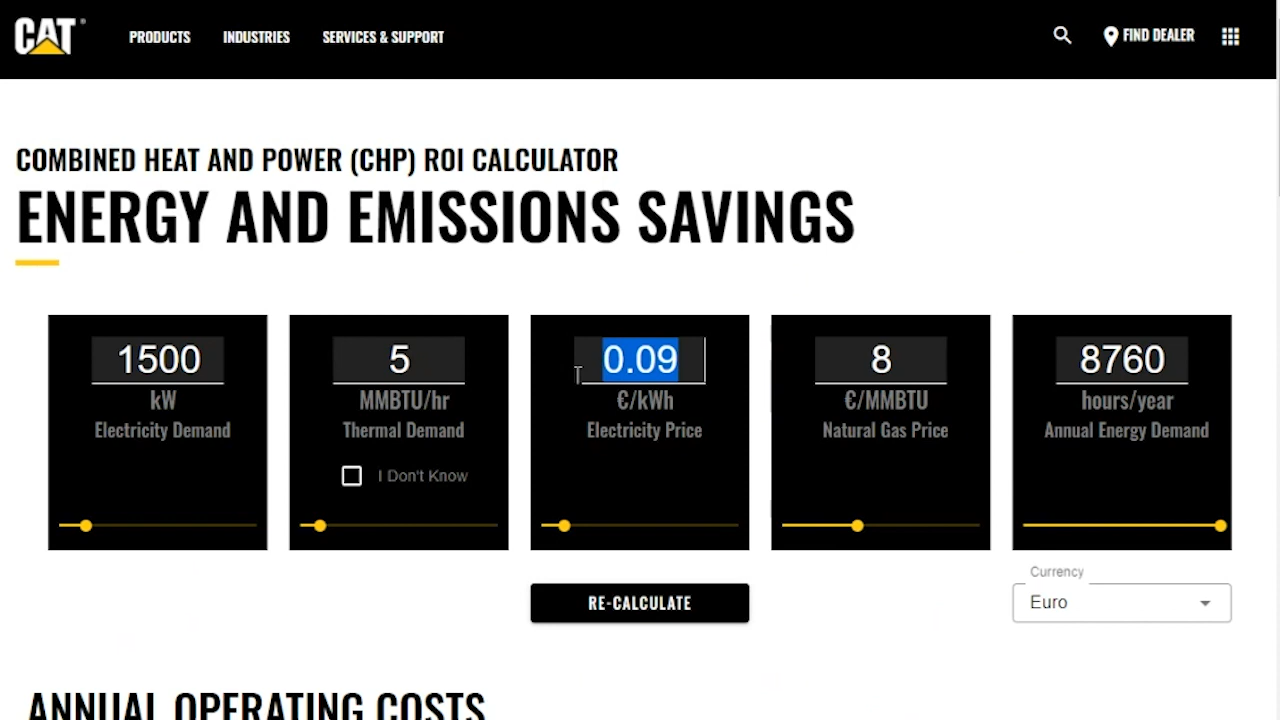 CAT
PRODUCTS
INDUSTRIES
SERVICES & SUPPORT
FIND DEALER
COMBINED HEAT AND POWER (CHP) ROI CALCULATOR
ENERGY AND EMISSIONS SAVINGS
1500
kW
Electricity Demand
5
MMBTU/hr
Thermal Demand
I Don't Know
0.09
€/kWh
Electricity Price
8
€/MMBTU
Natural Gas Price
8760
hours/year
Annual Energy Demand
RE-CALCULATE
Currency
Euro
ANNUAL OPERATING COSTS